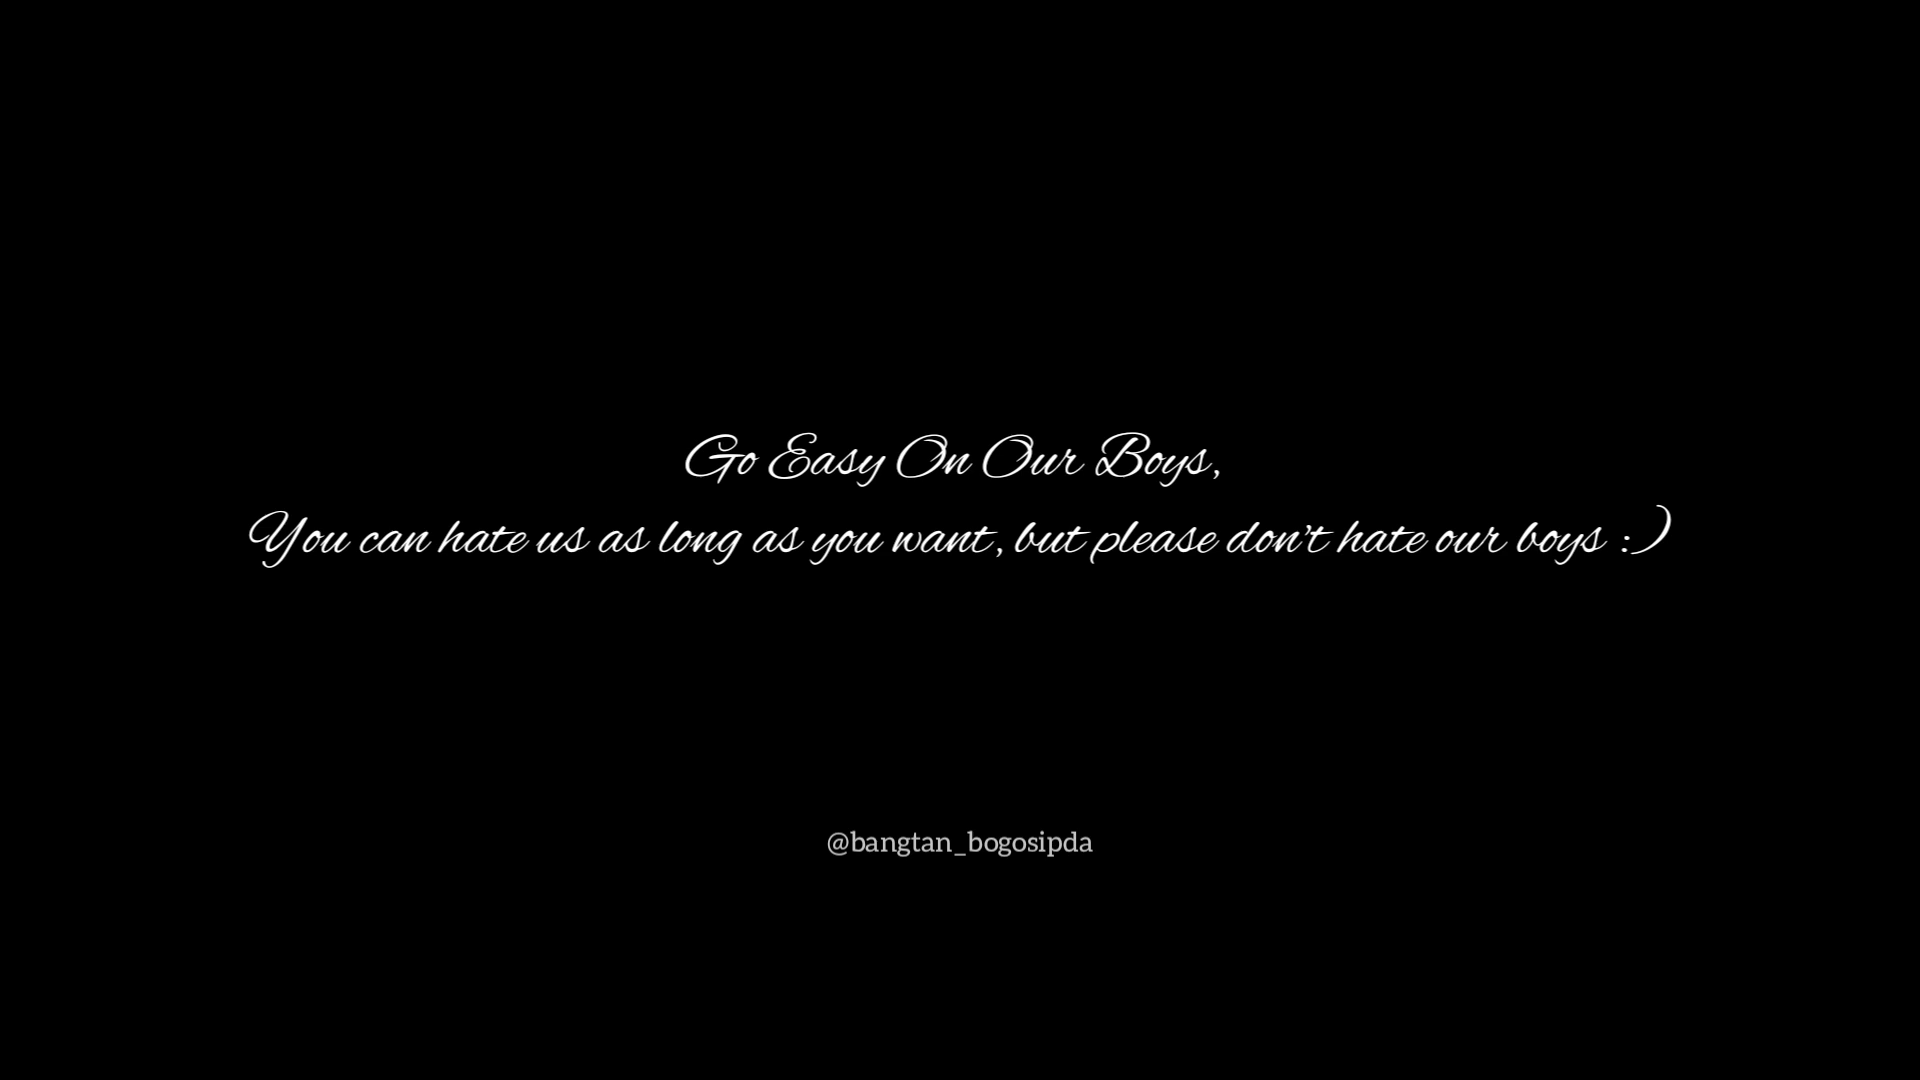 Go Easy On Our Boys,
You can hate us as long as you want, but please don't hate our boys :)
@bangtan_bogosipda